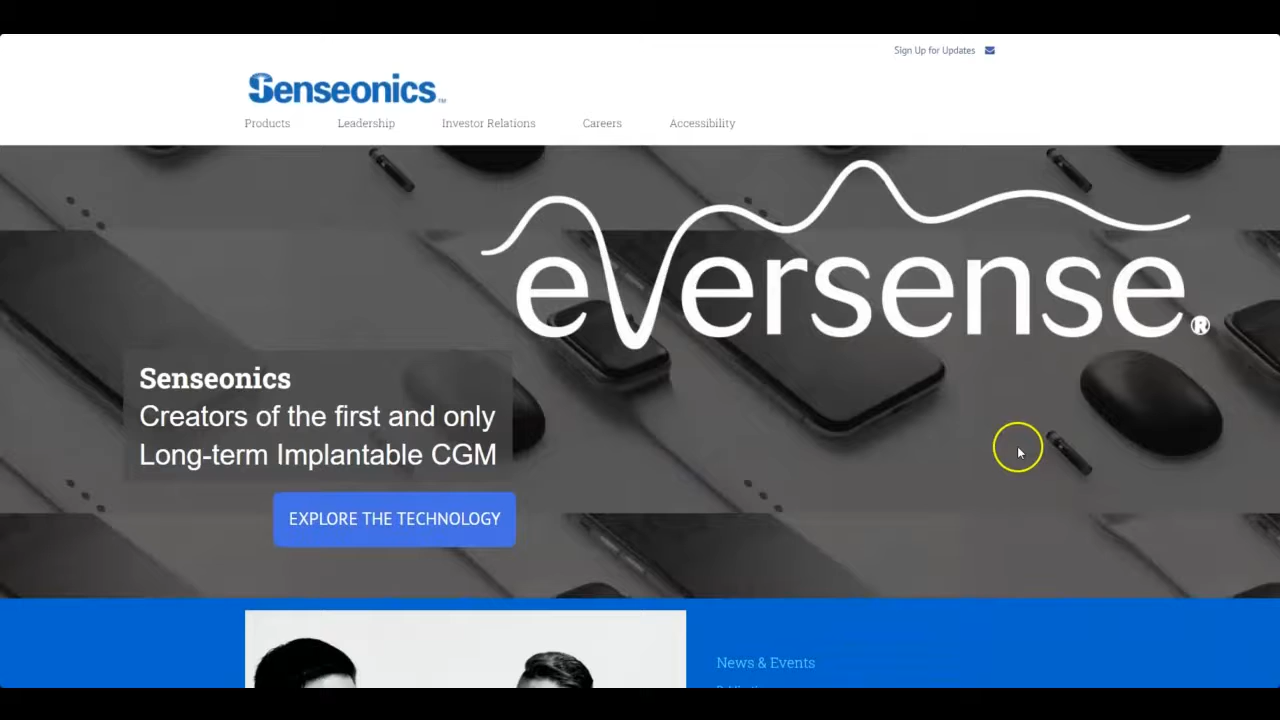 Sign Up for Updates
Senseonics™
Products Leadership Investor Relations Careers Accessibility
eversense®
Senseonics
Creators of the first and only
Long-term Implantable CGM
EXPLORE THE TECHNOLOGY
News & Events